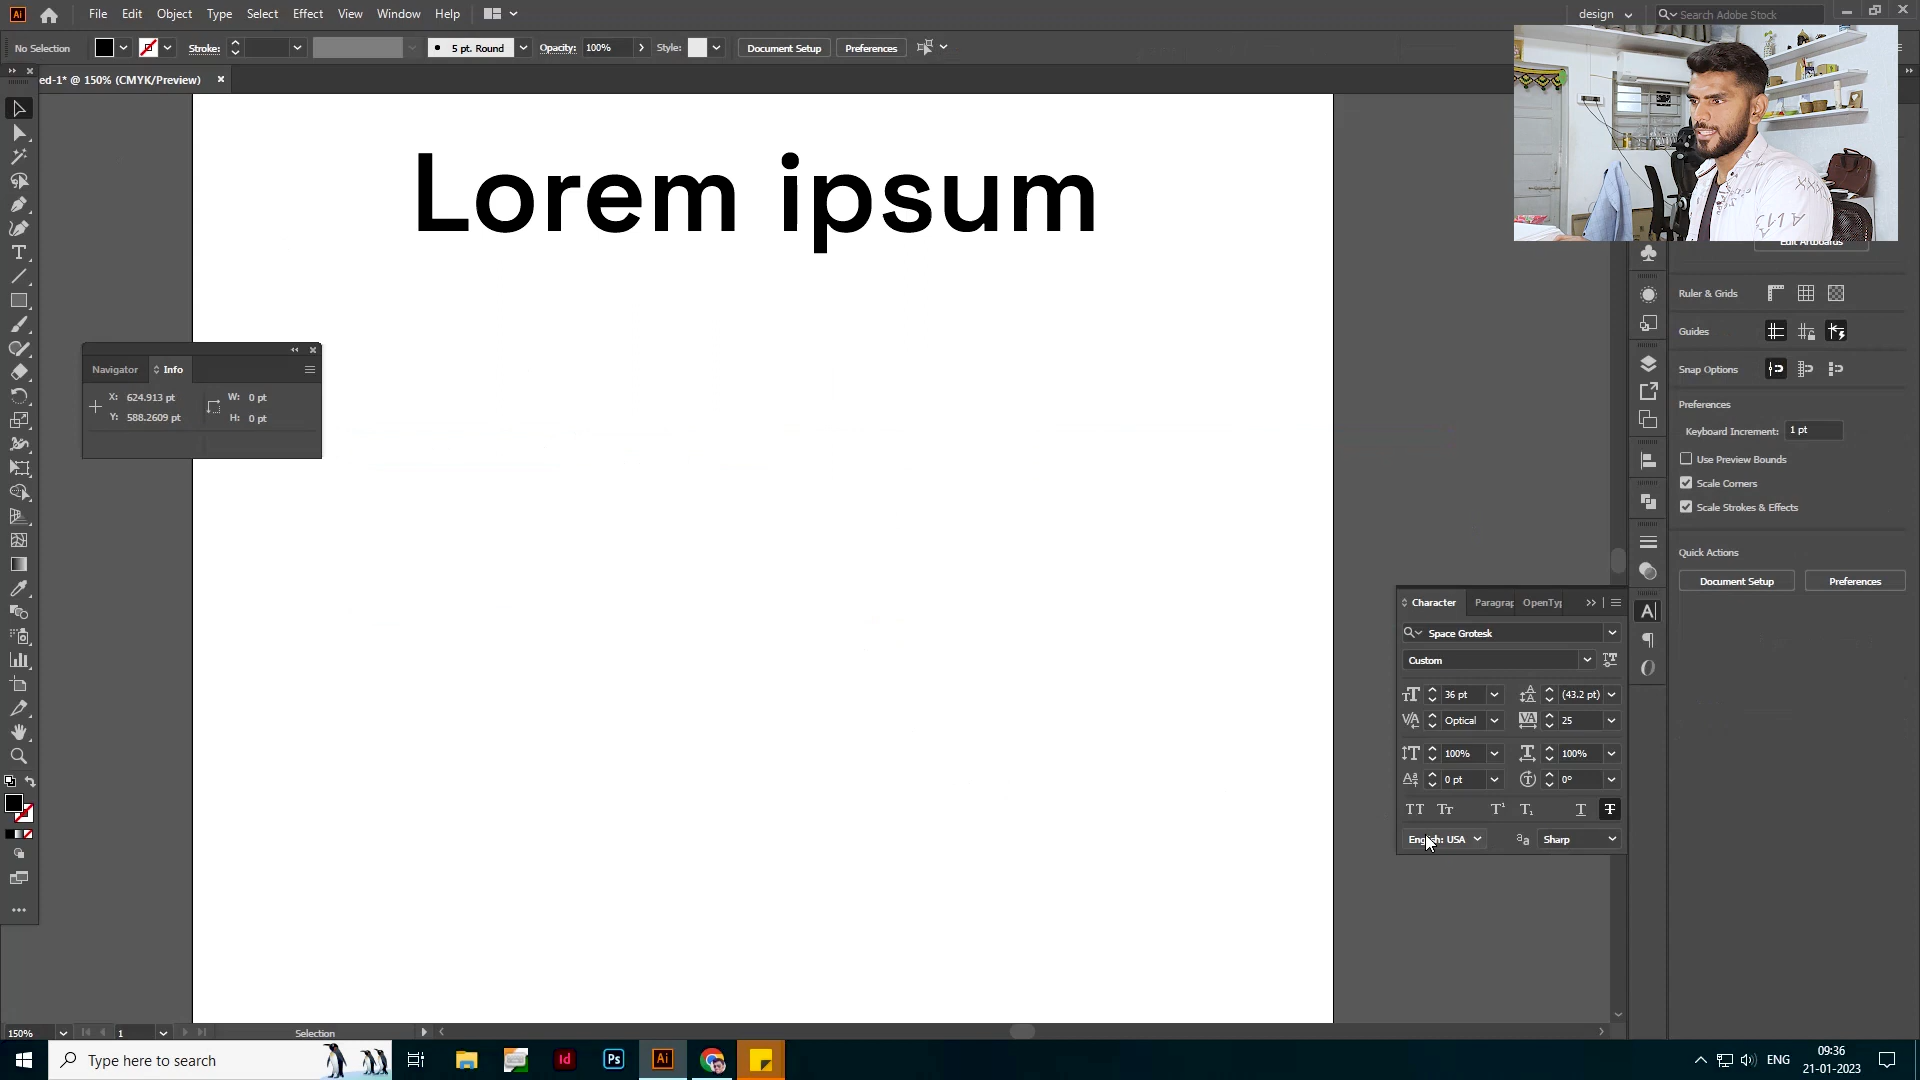 Ai File Edit Object Type Select Effect View Window Help design Search Adobe Stock
No Selection Stroke: 5 pt. Round Opacity: 100% Style: Document Setup Preferences
ed-1* @ 150% (CMYK/Preview)
Lorem ipsum
Navigator Info
X: 624.913 pt W: 0 pt
Y: 588.2609 pt H: 0 pt
Edit Artboards
Ruler & Grids
Guides
Snap Options
Preferences
Keyboard Increment: 1 pt
Use Preview Bounds
Scale Corners
Scale Strokes & Effects
Quick Actions
Document Setup Preferences
Character Paragrap OpenTyp
Space Grotesk
Custom
36 pt (43.2 pt)
Optical 25
100% 100%
0 pt 0°
English: USA Sharp
150% 1 Selection
Type here to search Id Ps Ai ENG 09:36
21-01-2023